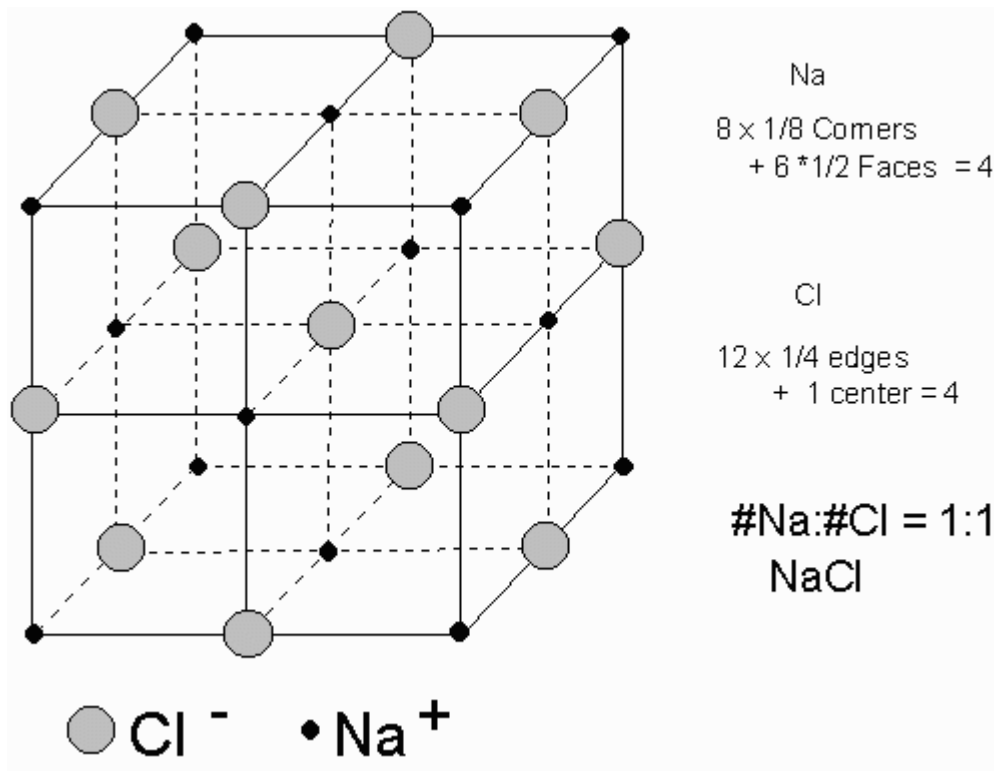 Na
8 x 1/8 Corners
+ 6 *1/2 Faces = 4
Cl
12 x 1/4 edges
+ 1 center = 4
#Na:#Cl = 1:1
NaCl
Cl - Na +